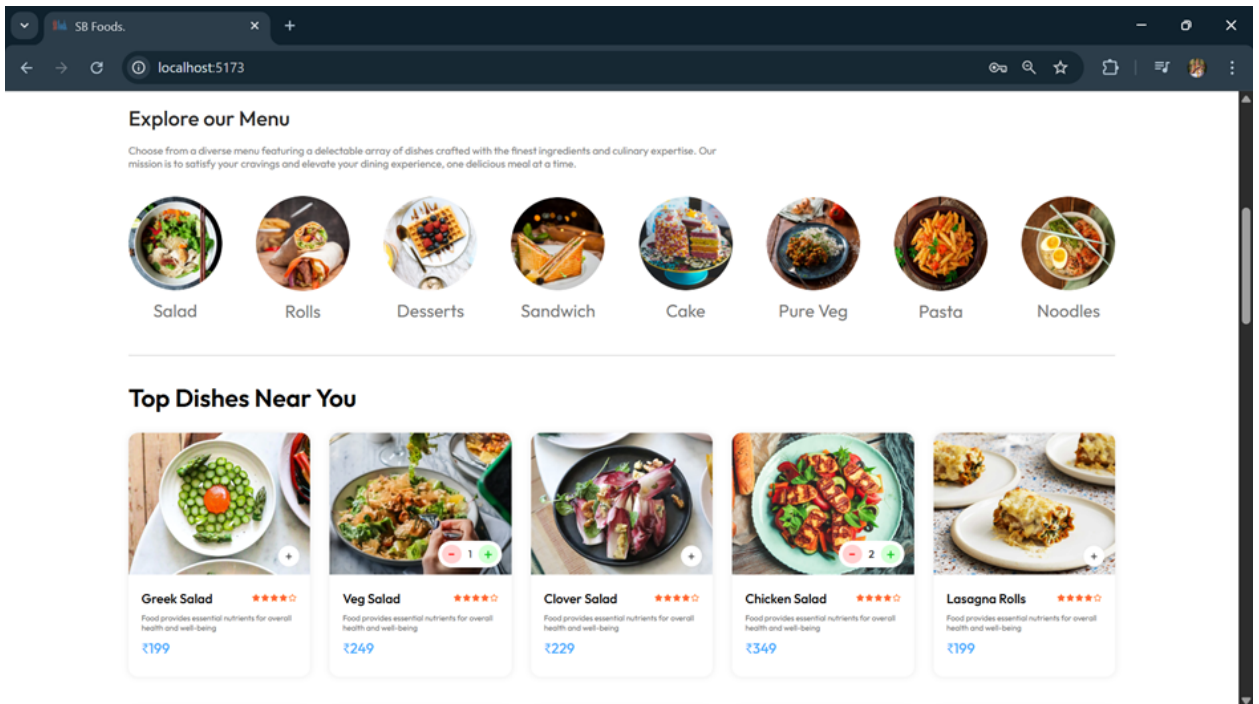 SB Foods.
localhost:5173
Explore our Menu
Choose from a diverse menu featuring a delectable array of dishes crafted with the finest ingredients and culinary expertise. Our
mission is to satisfy your cravings and elevate your dining experience, one delicious meal at a time.
Salad Rolls Desserts Sandwich Cake Pure Veg Pasta Noodles
Top Dishes Near You
1 2
Greek Salad Veg Salad Clover Salad Chicken Salad Lasagna Rolls
Food provides essential nutrients for overall Food provides essential nutrients for overall Food provides essential nutrients for overall Food provides essential nutrients for overall Food provides essential nutrients for overall
health and well-being health and well-being health and well-being health and well-being health and well-being
₹199 ₹249 ₹229 ₹349 ₹199